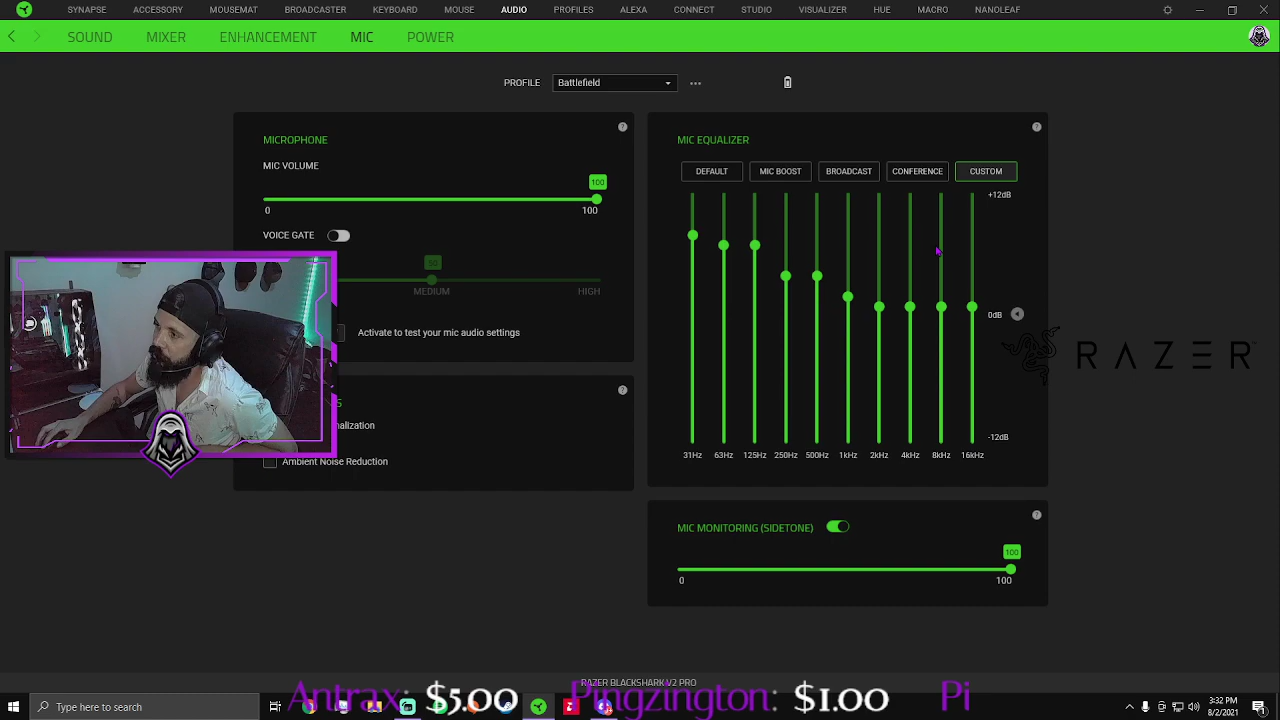 SYNAPSE ACCESSORY MOUSEMAT BROADCASTER KEYBOARD MOUSE AUDIO PROFILES ALEXA CONNECT STUDIO VISUALIZER HUE MACRO NANOLEAF
SOUND MIXER ENHANCEMENT MIC POWER
PROFILE Battlefield
MICROPHONE
MIC VOLUME
100
0 100
VOICE GATE
50
MEDIUM HIGH
Activate to test your mic audio settings
Ambient Noise Reduction
MIC EQUALIZER
DEFAULT MIC BOOST BROADCAST CONFERENCE CUSTOM
+12dB
0dB
-12dB
31Hz 63Hz 125Hz 250Hz 500Hz 1kHz 2kHz 4kHz 8kHz 16kHz
RAZER
MIC MONITORING (SIDETONE)
100
0 100
RAZER BLACKSHARK V2 PRO
Antrax: $5.00 Pingzington: $1.00 Pi
Type here to search
3:32 PM
8/2/2021